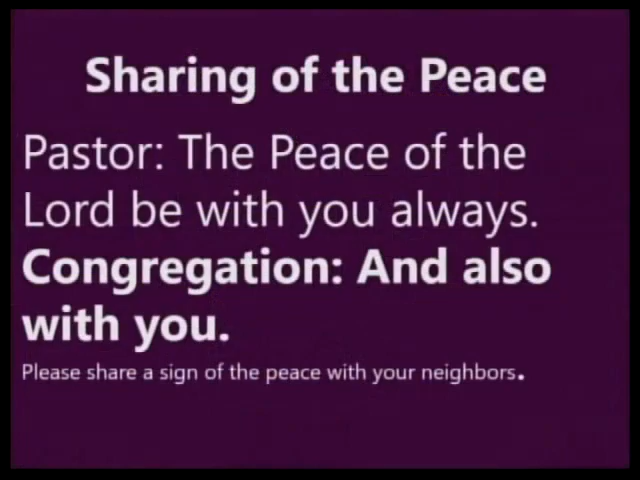 Sharing of the Peace
Pastor: The Peace of the
Lord be with you always.
Congregation: And also
with you.
Please share a sign of the peace with your neighbors.